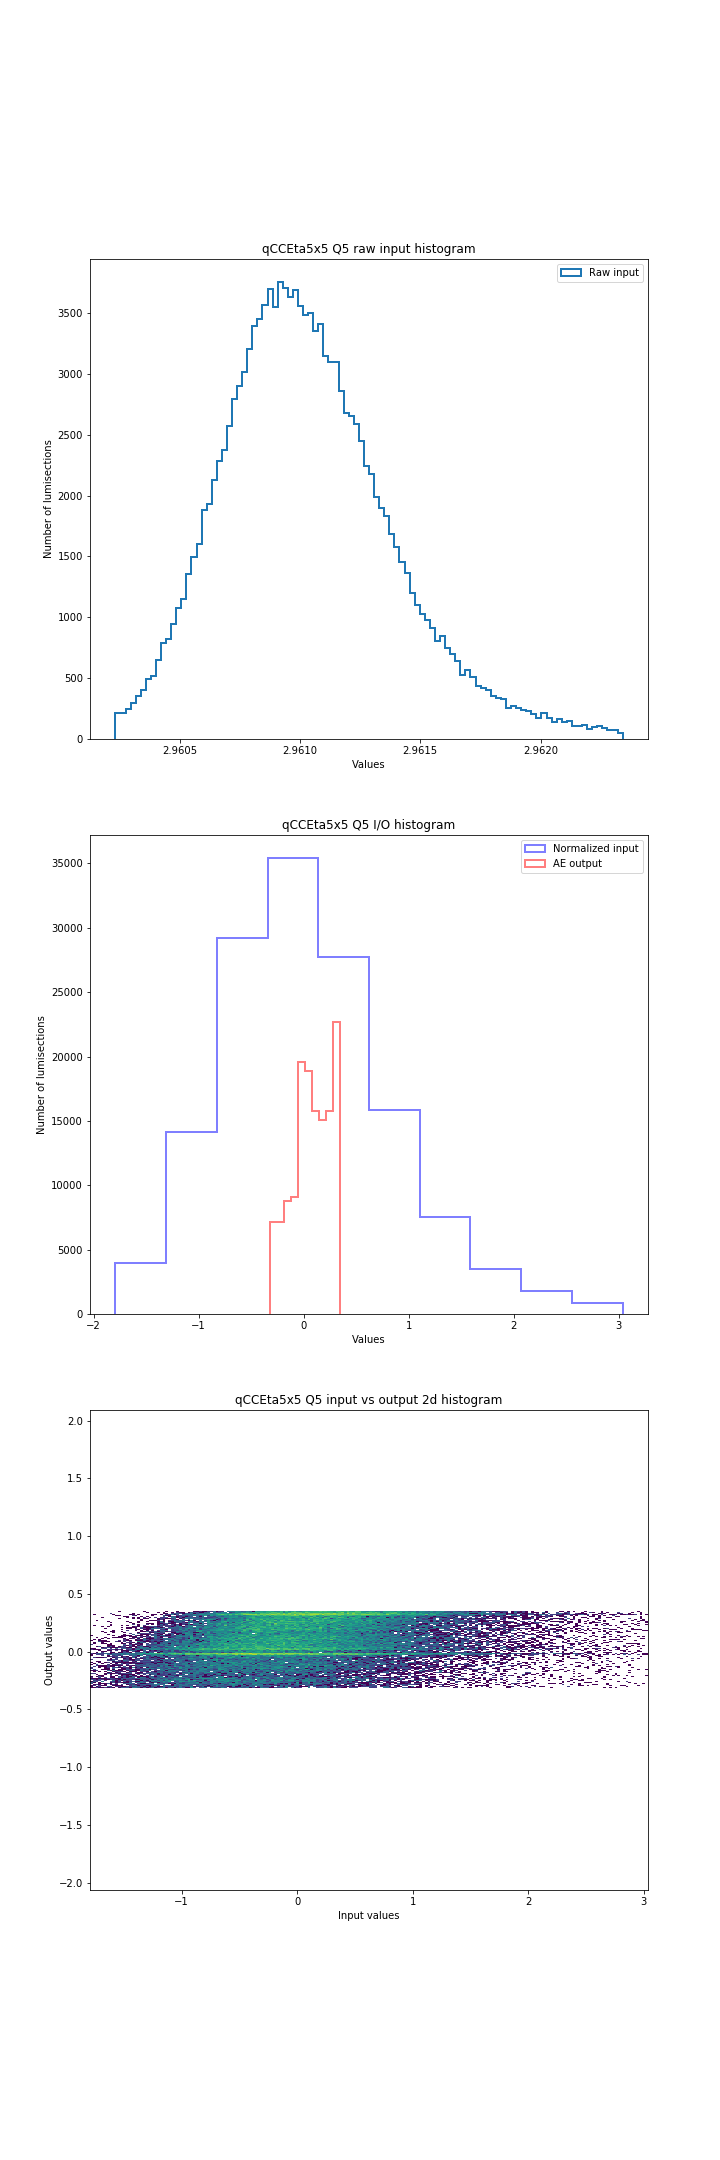 qCCEta5x5 Q5 raw input histogram
Raw input
3500
3000
2500
2000
1500
1000
500
0
Number of lumisections
2.9605 2.9610 2.9615 2.9620
Values
qCCEta5x5 Q5 I/O histogram
Normalized input
AE output
35000
30000
25000
20000
15000
10000
5000
0
Number of lumisections
−2 −1 0 1 2 3
Values
qCCEta5x5 Q5 input vs output 2d histogram
2.0
1.5
1.0
0.5
0.0
−0.5
−1.0
−1.5
−2.0
Output values
−1 0 1 2 3
Input values